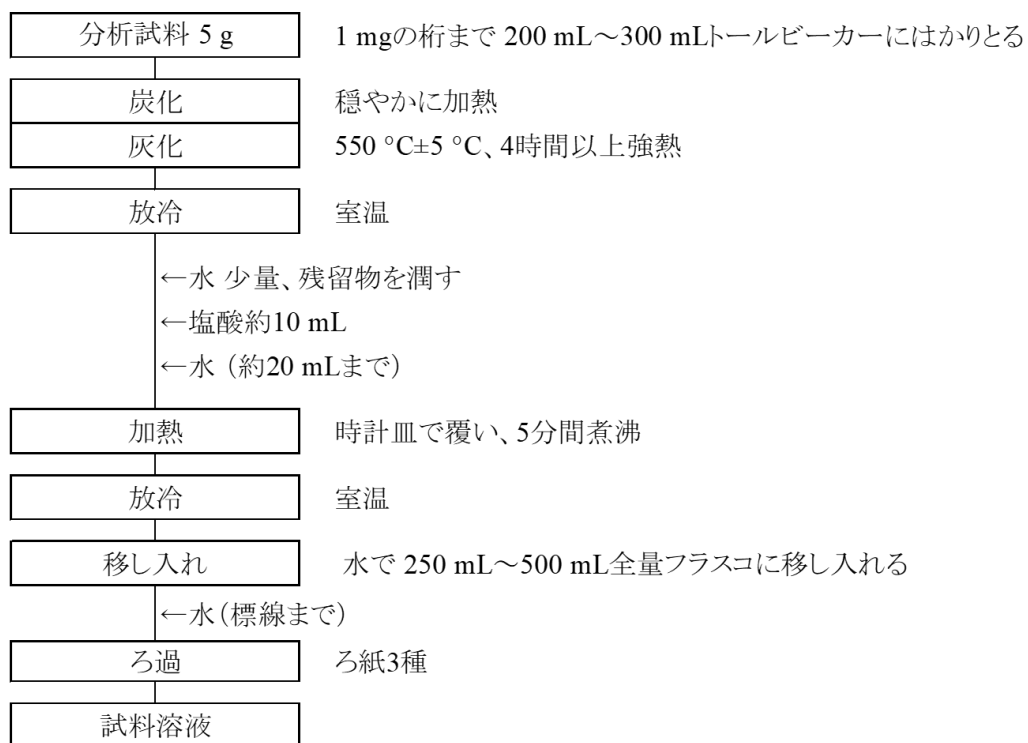 分析試料 5 g 1 mgの桁まで 200 mL～300 mLトールビーカーにはかりとる
炭化 穏やかに加熱
灰化 550 °C±5 °C、4時間以上強熱
放冷 室温
←水 少量、残留物を潤す
←塩酸約10 mL
←水（約20 mLまで）
加熱 時計皿で覆い、5分間煮沸
放冷 室温
移し入れ 水で 250 mL～500 mL全量フラスコに移し入れる
←水（標線まで）
ろ過 ろ紙3種
試料溶液